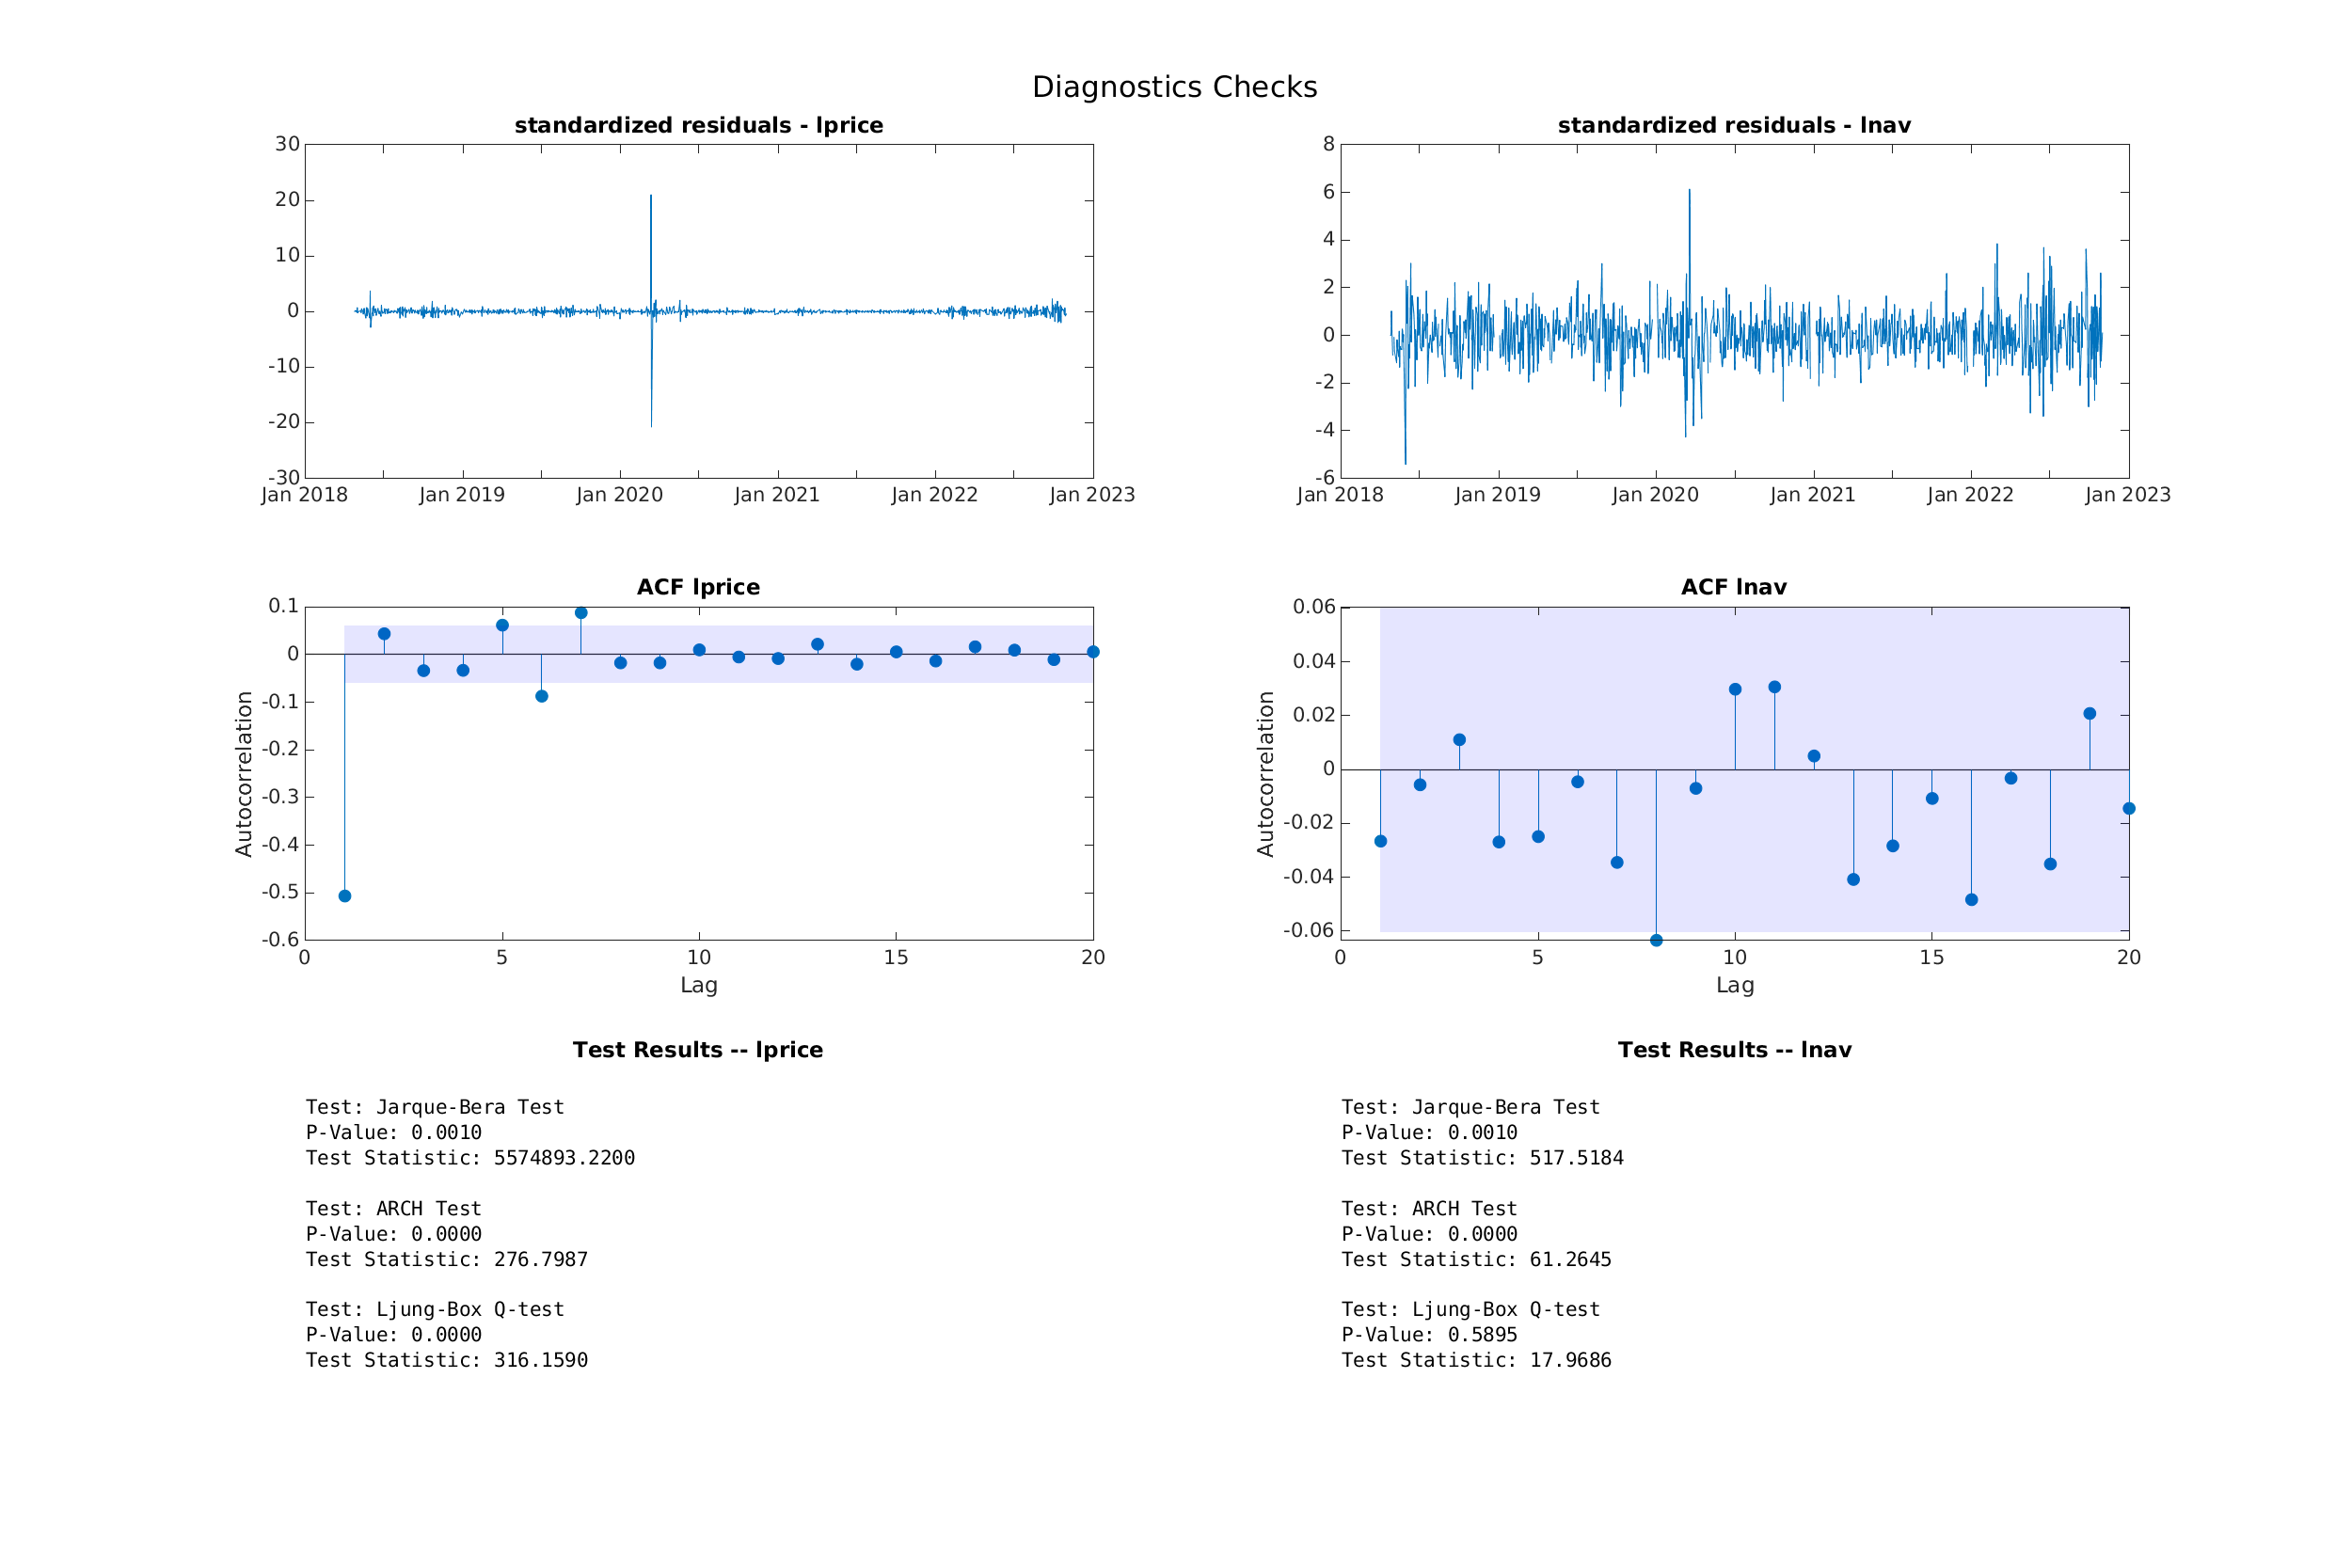 Diagnostics Checks
standardized residuals - lprice
30
20
10
0
-10
-20
-30
Jan 2018 Jan 2019 Jan 2020 Jan 2021 Jan 2022 Jan 2023
standardized residuals - lnav
8
6
4
2
0
-2
-4
-6
Jan 2018 Jan 2019 Jan 2020 Jan 2021 Jan 2022 Jan 2023
ACF lprice
Autocorrelation
0.1
0
-0.1
-0.2
-0.3
-0.4
-0.5
-0.6
0 5 10 15 20
Lag
ACF lnav
Autocorrelation
0.06
0.04
0.02
0
-0.02
-0.04
-0.06
0 5 10 15 20
Lag
Test Results -- lprice
Test: Jarque-Bera Test
P-Value: 0.0010
Test Statistic: 5574893.2200
Test: ARCH Test
P-Value: 0.0000
Test Statistic: 276.7987
Test: Ljung-Box Q-test
P-Value: 0.0000
Test Statistic: 316.1590
Test Results -- lnav
Test: Jarque-Bera Test
P-Value: 0.0010
Test Statistic: 517.5184
Test: ARCH Test
P-Value: 0.0000
Test Statistic: 61.2645
Test: Ljung-Box Q-test
P-Value: 0.5895
Test Statistic: 17.9686